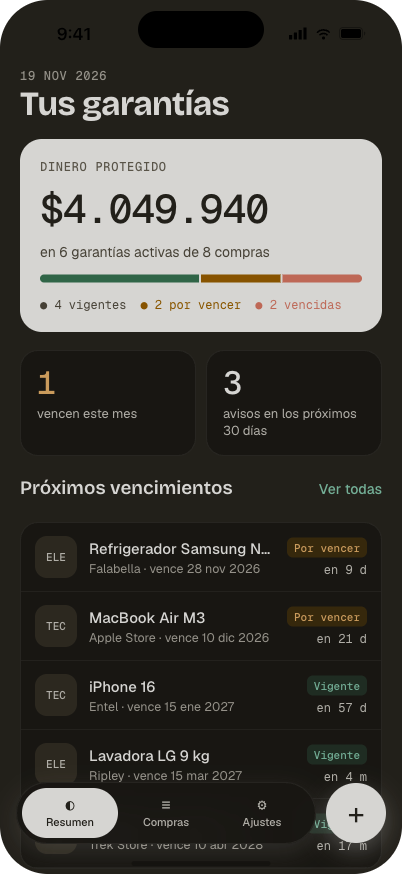 9:41
19 NOV 2026
Tus garantías
DINERO PROTEGIDO
$4.049.940
en 6 garantías activas de 8 compras
● 4 vigentes ● 2 por vencer ● 2 vencidas
1
vencen este mes
3
avisos en los próximos
30 días
Próximos vencimientos
Ver todas
ELE
Refrigerador Samsung N…
Por vencer
Falabella · vence 28 nov 2026
en 9 d
TEC
MacBook Air M3
Por vencer
Apple Store · vence 10 dic 2026
en 21 d
TEC
iPhone 16
Vigente
Entel · vence 15 ene 2027
en 57 d
ELE
Lavadora LG 9 kg
Vigente
Ripley · vence 15 mar 2027
en 4 m
Trek Store · vence 10 abr 2028
en 17 m
Resumen
Compras
Ajustes
+